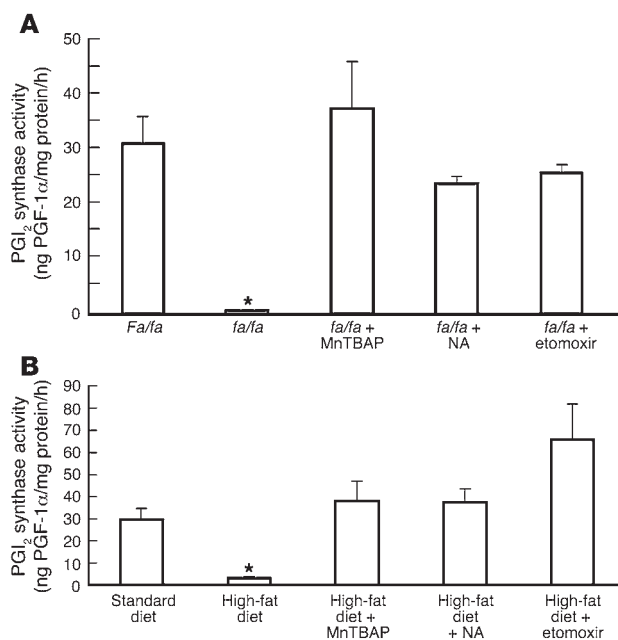 A
PGI₂ synthase activity
(ng PGF-1α/mg protein/h)
50
40
30
20
10
0
*
Fa/fa
fa/fa
fa/fa +
MnTBAP
fa/fa +
NA
fa/fa +
etomoxir
B
PGI₂ synthase activity
(ng PGF-1α/mg protein/h)
90
80
70
60
50
40
30
20
10
0
*
Standard
diet
High-fat
diet
High-fat
diet +
MnTBAP
High-fat
diet
+ NA
High-fat
diet +
etomoxir